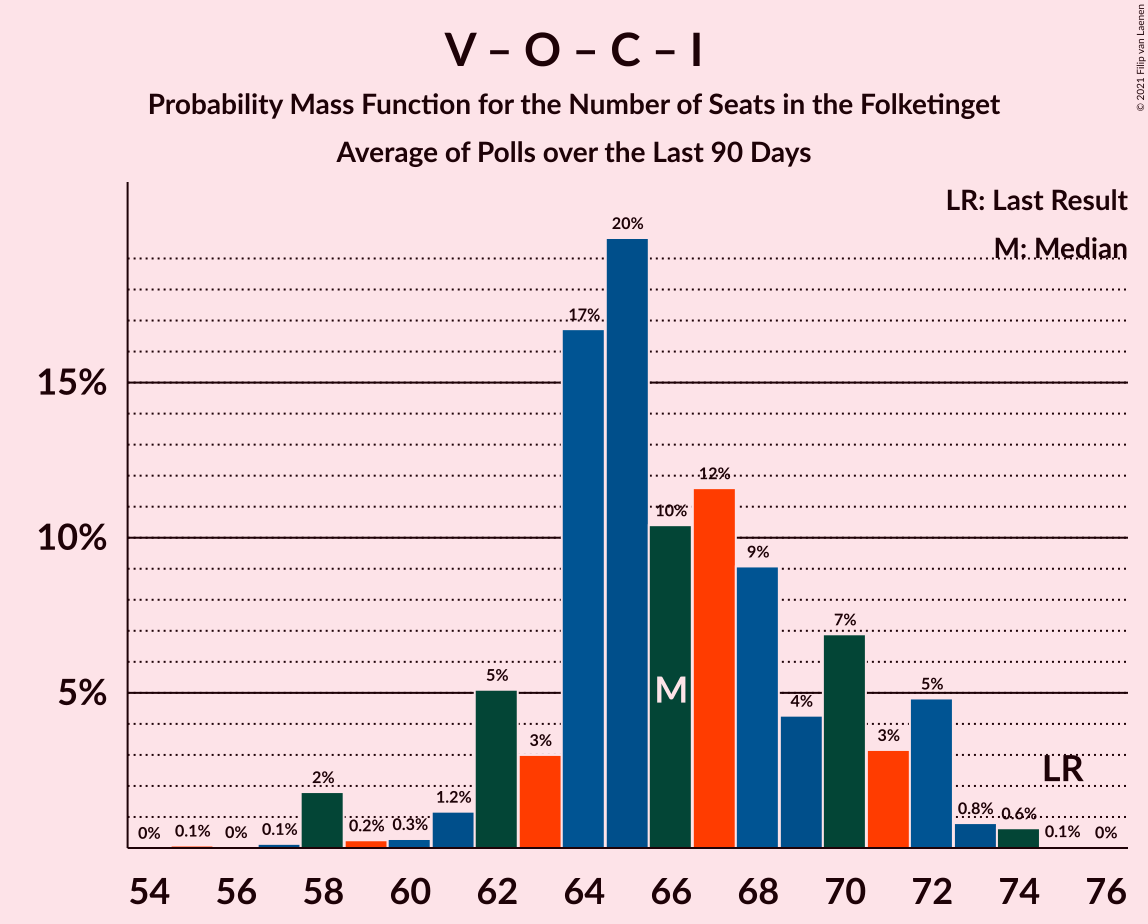 V – O – C – I
Probability Mass Function for the Number of Seats in the Folketinget
Average of Polls over the Last 90 Days
© 2021 Filip van Laenen
LR: Last Result
M: Median
15%
10%
5%
0%
0.1%
0%
0.1%
2%
0.2%
0.3%
1.2%
5%
3%
17%
20%
10%
12%
9%
4%
7%
3%
5%
0.8%
0.6%
0.1%
0%
M
LR
54 56 58 60 62 64 66 68 70 72 74 76